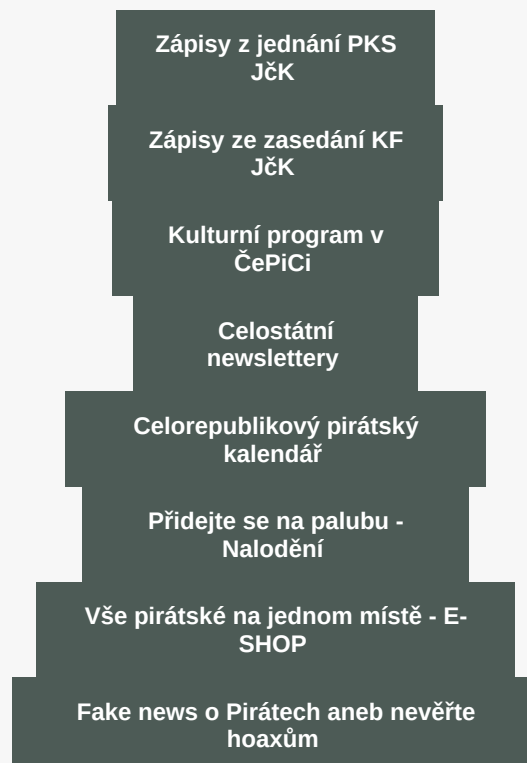 Zápisy z jednání PKS
JčK
Zápisy ze zasedání KF
JčK
Kulturní program v
ČePiCi
Celostátní
newslettery
Celorepublikový pirátský
kalendář
Přidejte se na palubu -
Nalodění
Vše pirátské na jednom místě - E-
SHOP
Fake news o Pirátech aneb nevěřte
hoaxům